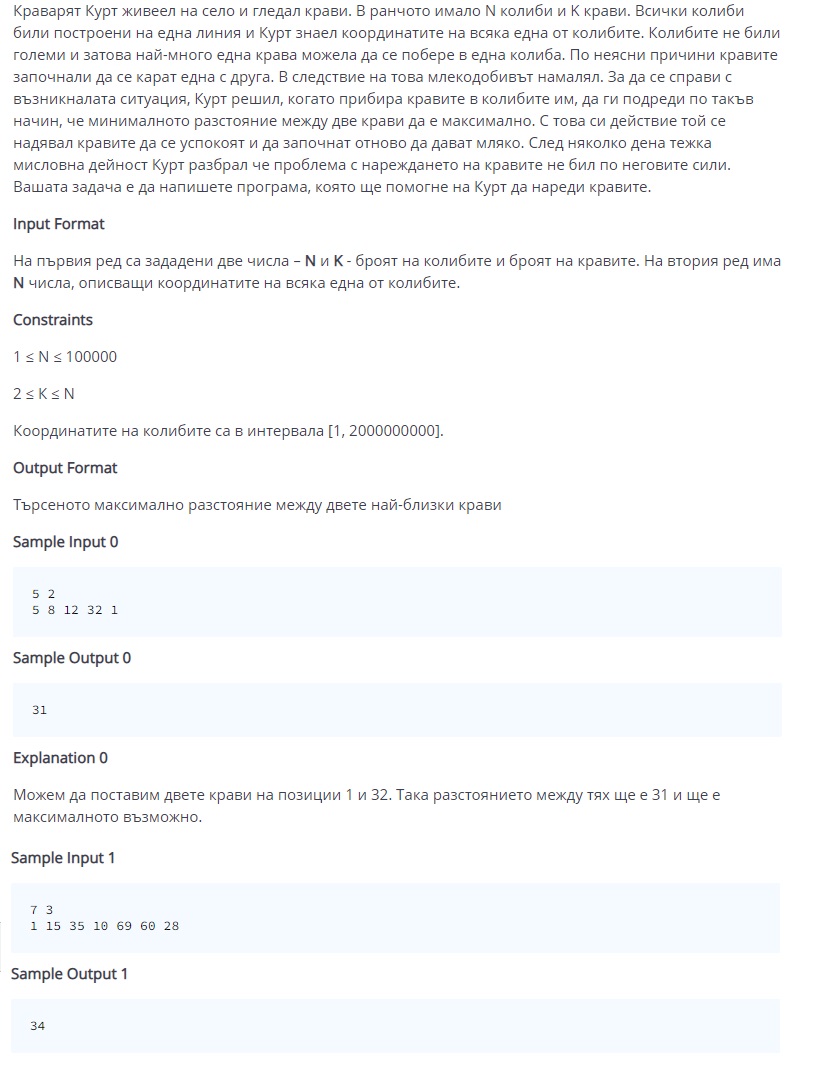 Краварят Курт живеел на село и гледал крави. В ранчото имало N колиби и K крави. Всички колиби
били построени на една линия и Курт знаел координатите на всяка една от колибите. Колибите не били
големи и затова най-много една крава можела да се побере в една колиба. По неясни причини кравите
започнали да се карат една с друга. В следствие на това млекодобивът намалял. За да се справи с
възникналата ситуация, Курт решил, когато прибира кравите в колибите им, да ги подреди по такъв
начин, че минималното разстояние между две крави да е максимално. С това си действие той се
надявал кравите да се успокоят и да започнат отново да дават мляко. След няколко дена тежка
мисловна дейност Курт разбрал че проблема с нареждането на кравите не бил по неговите сили.
Вашата задача е да напишете програма, която ще помогне на Курт да нареди кравите.
Input Format
На първия ред са зададени две числа – N и K - броят на колибите и броят на кравите. На втория ред има
N числа, описващи координатите на всяка една от колибите.
Constraints
1 ≤ N ≤ 100000
2 ≤ K ≤ N
Координатите на колибите са в интервала [1, 2000000000].
Output Format
Търсеното максимално разстояние между двете най-близки крави
Sample Input 0
5 2
5 8 12 32 1
Sample Output 0
31
Explanation 0
Можем да поставим двете крави на позиции 1 и 32. Така разстоянието между тях ще е 31 и ще е
максималното възможно.
Sample Input 1
7 3
1 15 35 10 69 60 28
Sample Output 1
34